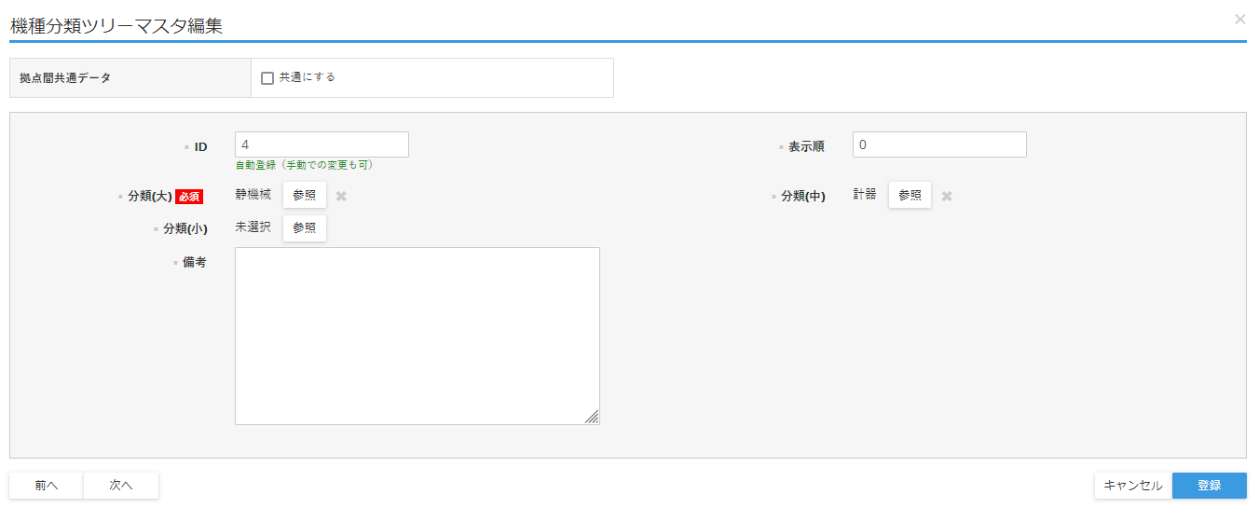 機種分類ツリーマスタ編集
×
拠点間共通データ
共通にする
ID
4
表示順
0
自動登録（手動での変更も可）
分類(大) 必須
静機械
参照
分類(中)
計器
参照
分類(小)
未選択
参照
備考
前へ
次へ
キャンセル
登録